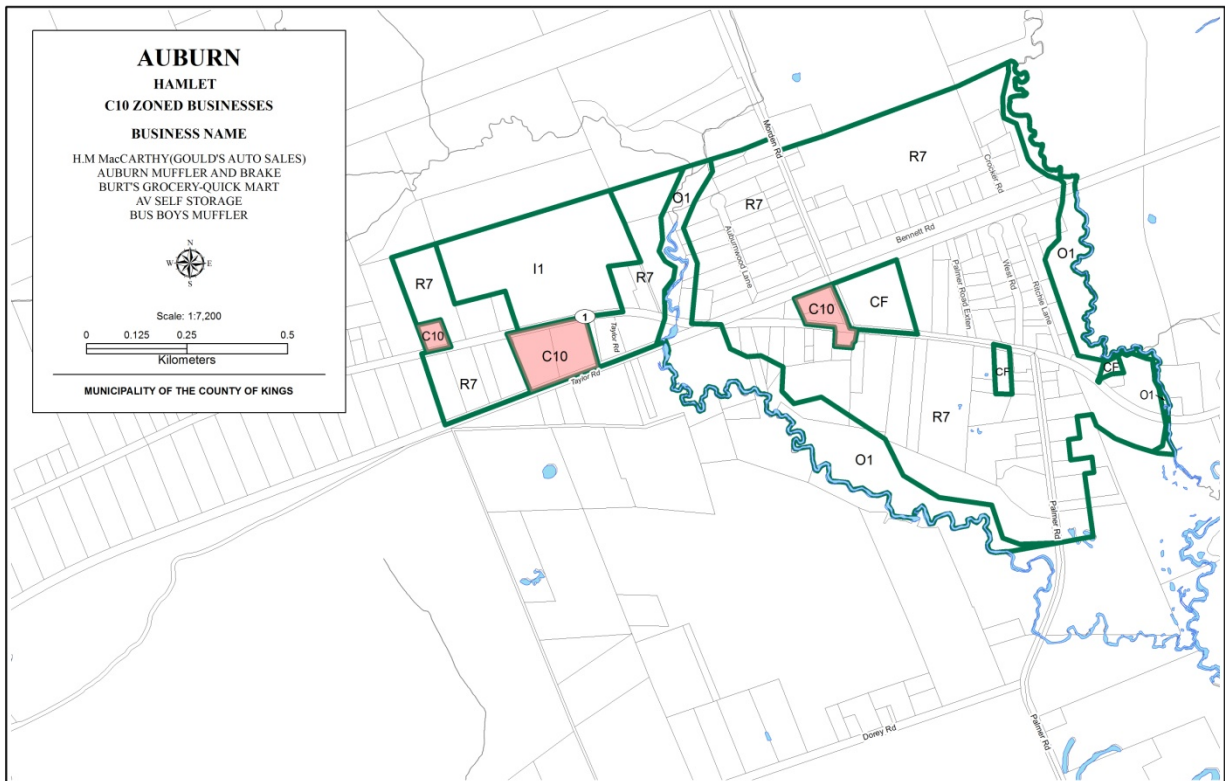 AUBURN
HAMLET
C10 ZONED BUSINESSES
BUSINESS NAME
H.M MacCARTHY(GOULD'S AUTO SALES)
AUBURN MUFFLER AND BRAKE
BURT'S GROCERY-QUICK MART
AV SELF STORAGE
BUS BOYS MUFFLER
N
W E
S
Scale: 1:7,200
0 0.25 0.5
Kilometers
MUNICIPALITY OF THE COUNTY OF KINGS
Morden Rd
R7
Crocker Rd
O1
R7
Auburnwood Lane
Bennett Rd
O1
I1
R7
R7
West Rd
Ritchie Lane
Palmer Road Exten
C10
CF
1
C10
C10
Taylor Rd
Taylor Rd
R7
CF
CF
O1
R7
O1
Palmer Rd
Dorey Rd
Palmer Rd